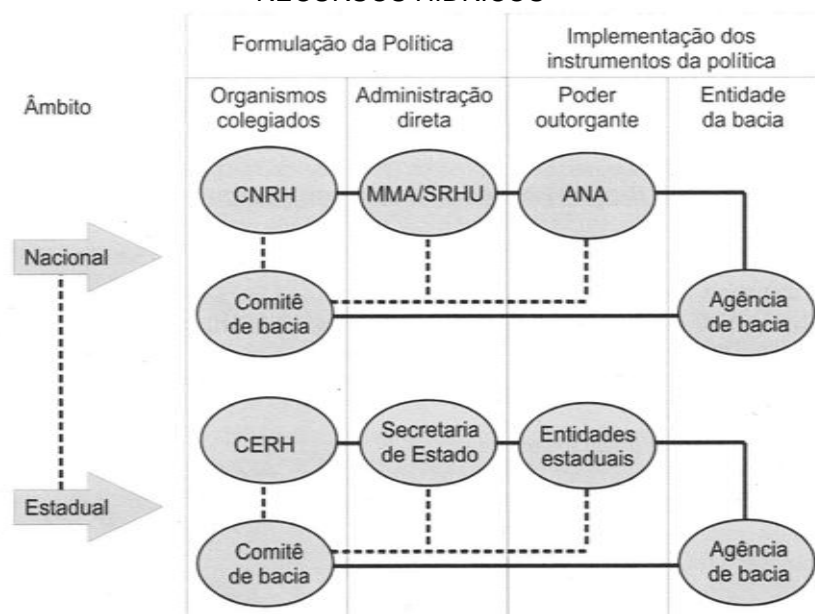 RECURSOS HÍDRICOS
Formulação da Política
Implementação dos
instrumentos da política
Âmbito
Organismos
colegiados
Administração
direta
Poder
outorgante
Entidade
da bacia
CNRH
MMA/SRHU
ANA
Nacional
Comitê
de bacia
Agência
de bacia
CERH
Secretaria
de Estado
Entidades
estaduais
Estadual
Comitê
de bacia
Agência
de bacia